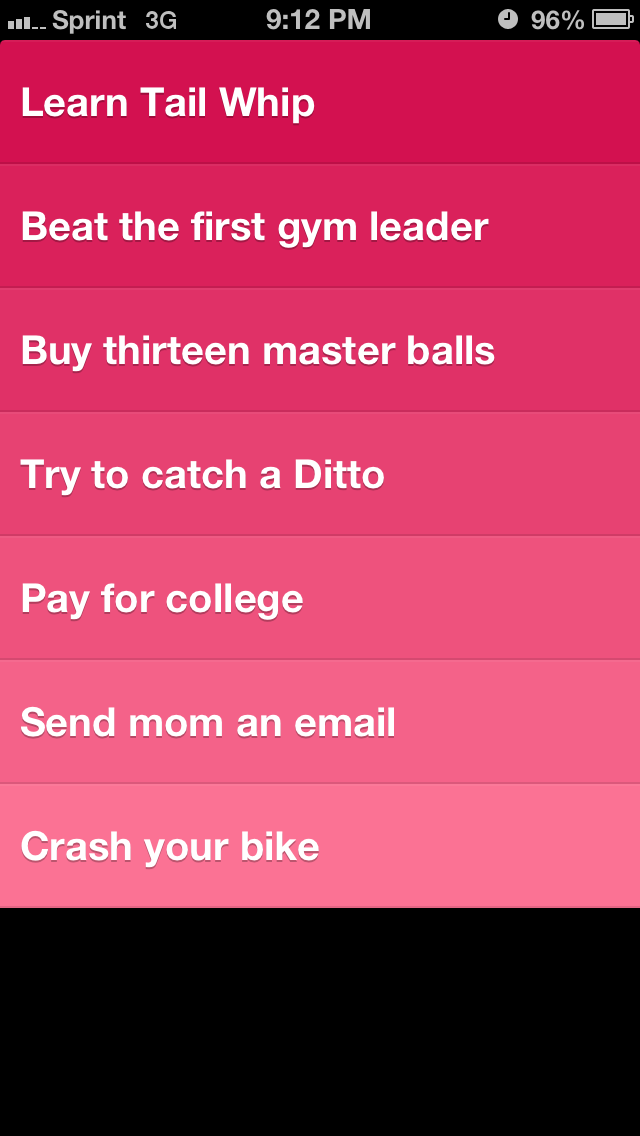 Sprint 3G 9:12 PM 96%
Learn Tail Whip
Beat the first gym leader
Buy thirteen master balls
Try to catch a Ditto
Pay for college
Send mom an email
Crash your bike